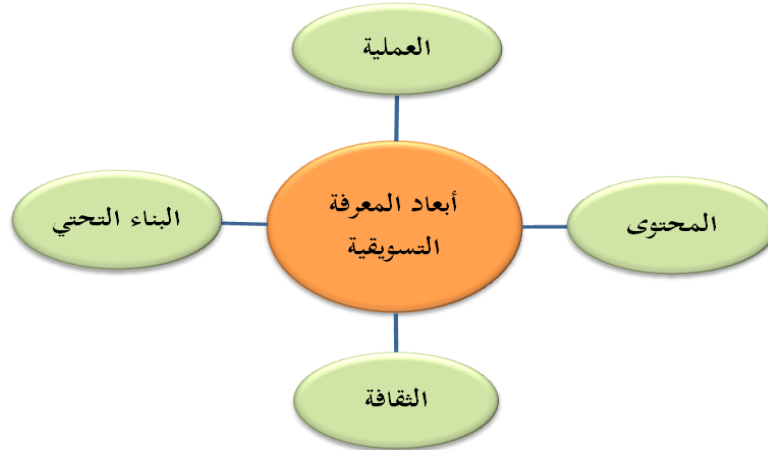 العملية
أبعاد المعرفة
التسويقية
المحتوى
البناء التحتي
الثقافة